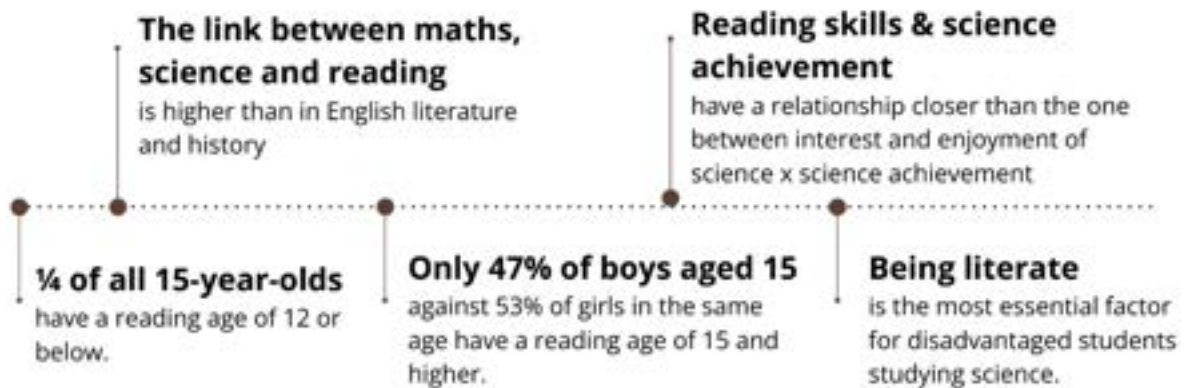 The link between maths,
science and reading
is higher than in English literature
and history
Reading skills & science
achievement
have a relationship closer than the one
between interest and enjoyment of
science x science achievement
¼ of all 15-year-olds
have a reading age of 12 or
below.
Only 47% of boys aged 15
against 53% of girls in the same
age have a reading age of 15 and
higher.
Being literate
is the most essential factor
for disadvantaged students
studying science.